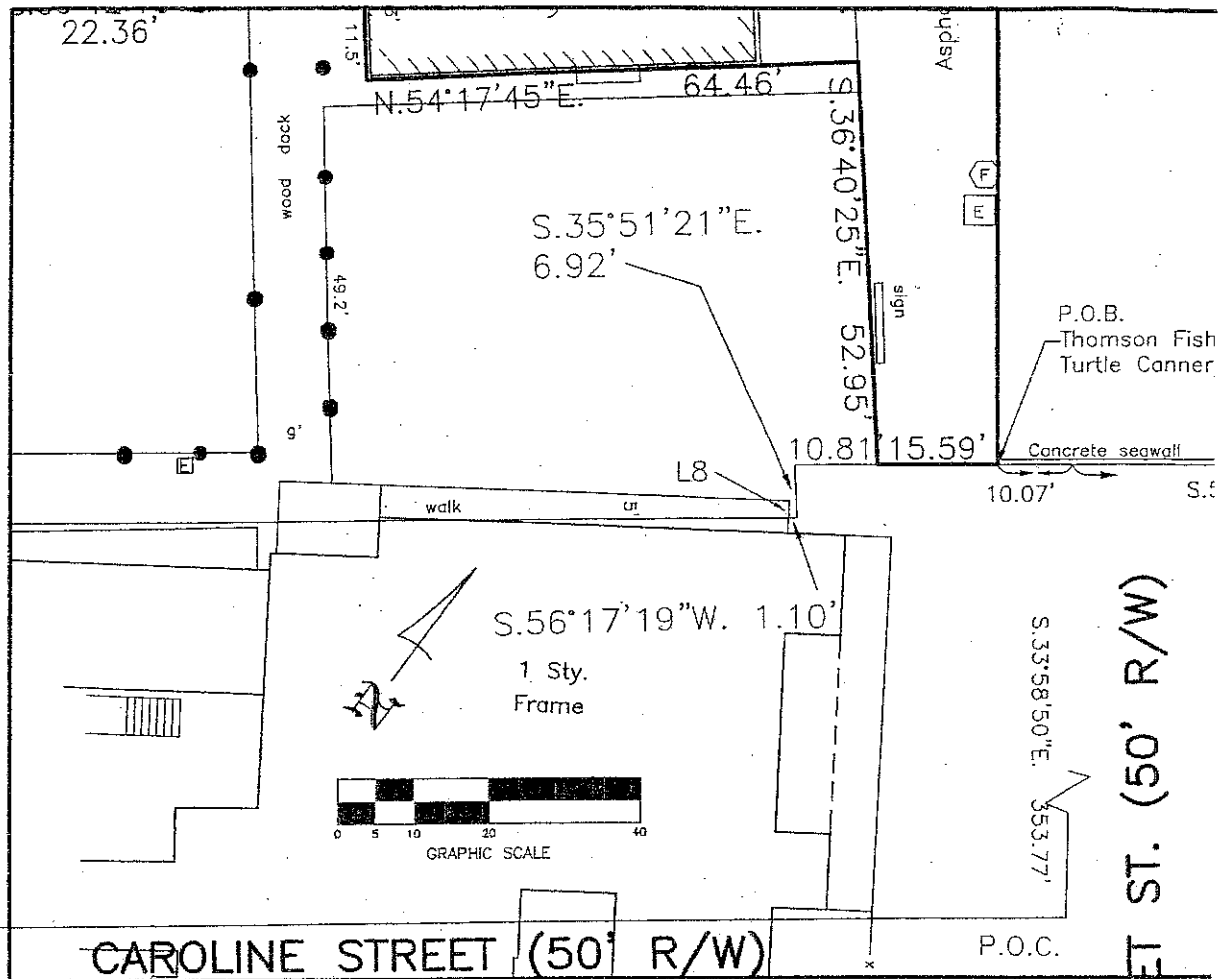 22.36'
11.5'
N.54°17'45"E. 64.46'
S.36°40'25"E. 52.95'
wood dock
49.2'
S.35°51'21"E.
6.92'
F
E
sign
P.O.B.
Thomson Fish
Turtle Canner
6'
10.81' 15.59'
Concrete seawall
10.07'
E
L8
walk
5'
S.56°17'19"W. 1.10'
1 Sty.
Frame
N
S.33°58'50"E. 353.77'
0 5 10 20 40
GRAPHIC SCALE
ET ST. (50' R/W)
CAROLINE STREET (50' R/W)
P.O.C.
x